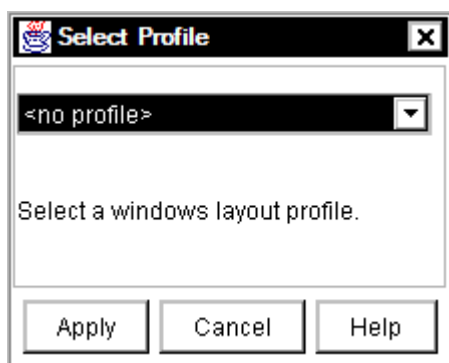 Select Profile
<no profile>
Select a windows layout profile.
Apply Cancel Help